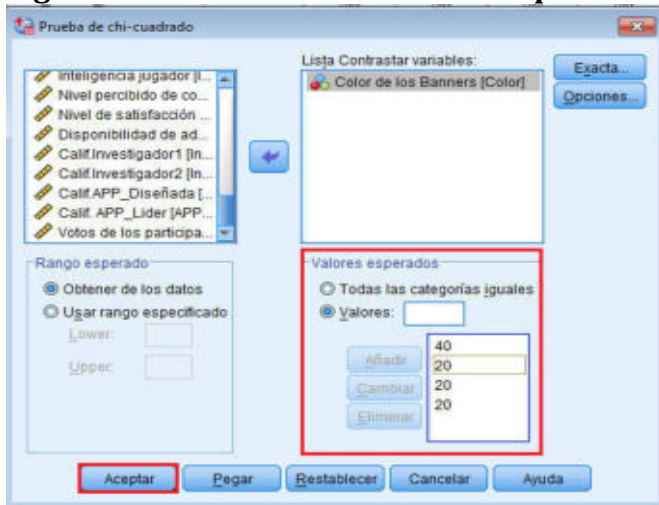 Prueba de chi-cuadrado
Lista Contrastar variables:
inteligencia jugador [I...
Nivel percibido de co...
Nivel de satisfacción ...
Disponibilidad de ad...
Calif.Investigador1 [In...
Calif.Investigador2 [In...
Calif.APP_Diseñada [...
Calif. APP_Lider [APP...
Votos de los participa...
Color de los Banners [Color]
Exacta...
Opciones...
Rango esperado
Obtener de los datos
Usar rango especificado
Lower:
Upper:
Valores esperados
Todas las categorías iguales
Valores:
Añadir
Cambiar
Eliminar
40
20
20
20
Aceptar
Pegar
Restablecer
Cancelar
Ayuda